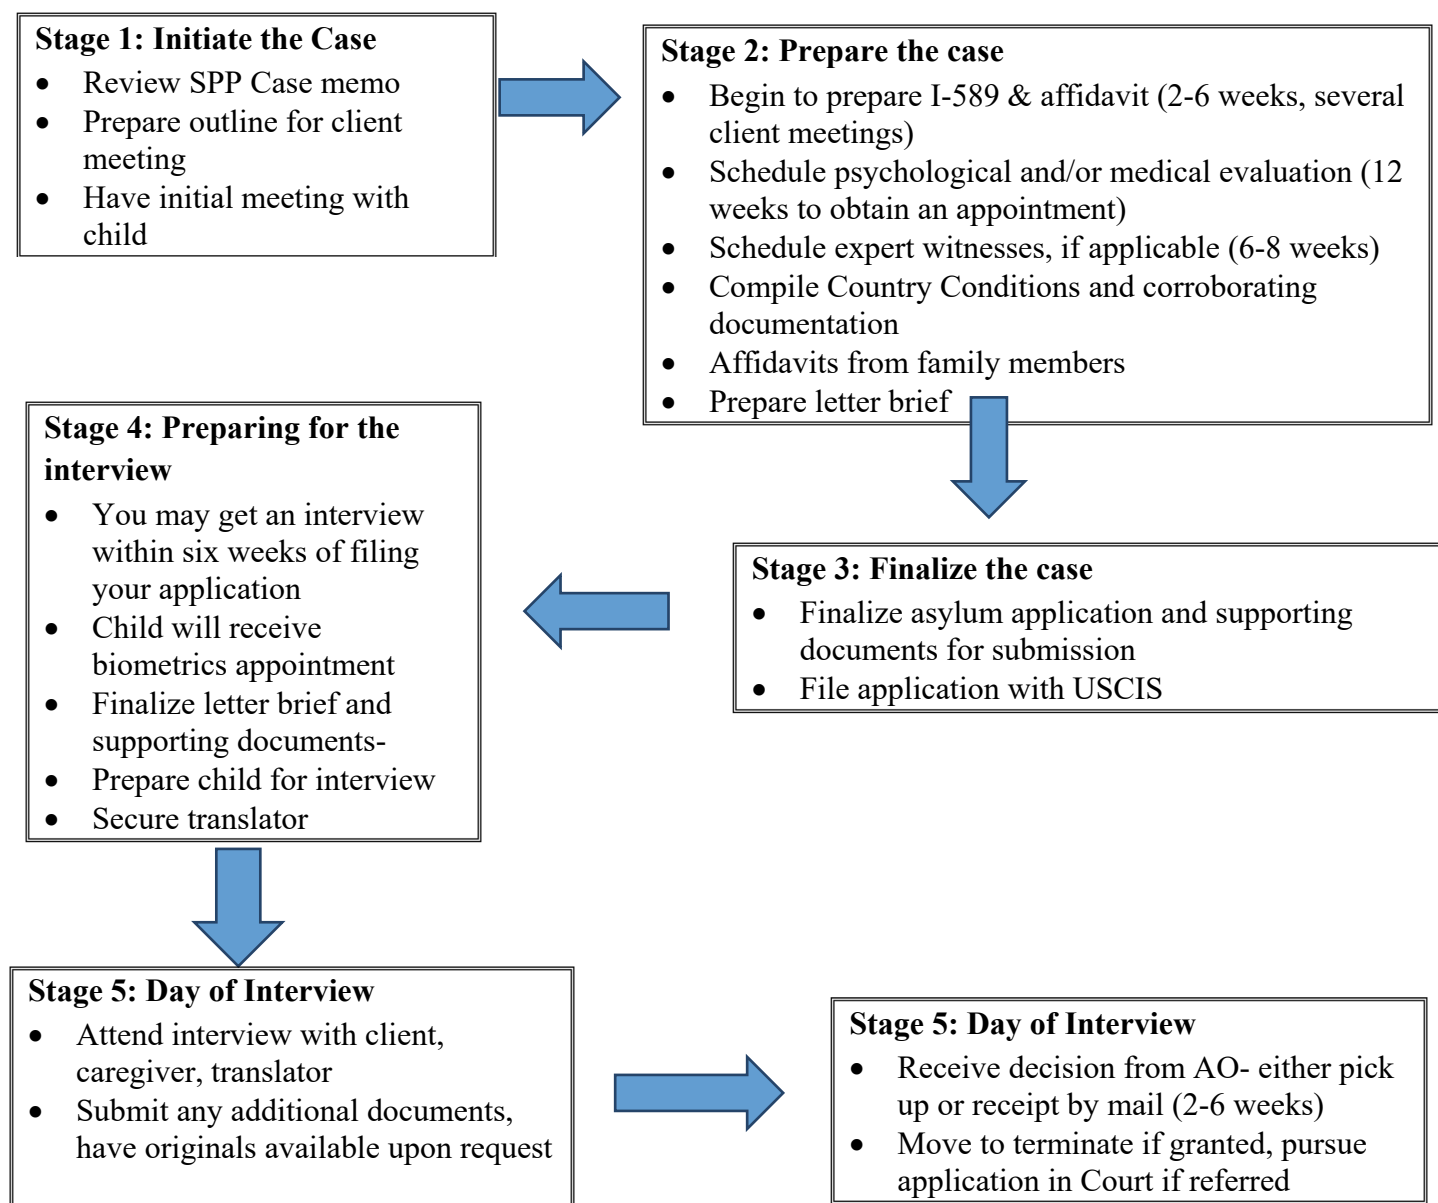 Stage 1: Initiate the Case
• Review SPP Case memo
• Prepare outline for client
meeting
• Have initial meeting with
child
Stage 2: Prepare the case
• Begin to prepare I-589 & affidavit (2-6 weeks, several
client meetings)
• Schedule psychological and/or medical evaluation (12
weeks to obtain an appointment)
• Schedule expert witnesses, if applicable (6-8 weeks)
• Compile Country Conditions and corroborating
documentation
• Affidavits from family members
• Prepare letter brief
Stage 3: Finalize the case
• Finalize asylum application and supporting
documents for submission
• File application with USCIS
Stage 4: Preparing for the
interview
• You may get an interview
within six weeks of filing
your application
• Child will receive
biometrics appointment
• Finalize letter brief and
supporting documents-
• Prepare child for interview
• Secure translator
Stage 5: Day of Interview
• Attend interview with client,
caregiver, translator
• Submit any additional documents,
have originals available upon request
Stage 5: Day of Interview
• Receive decision from AO- either pick
up or receipt by mail (2-6 weeks)
• Move to terminate if granted, pursue
application in Court if referred